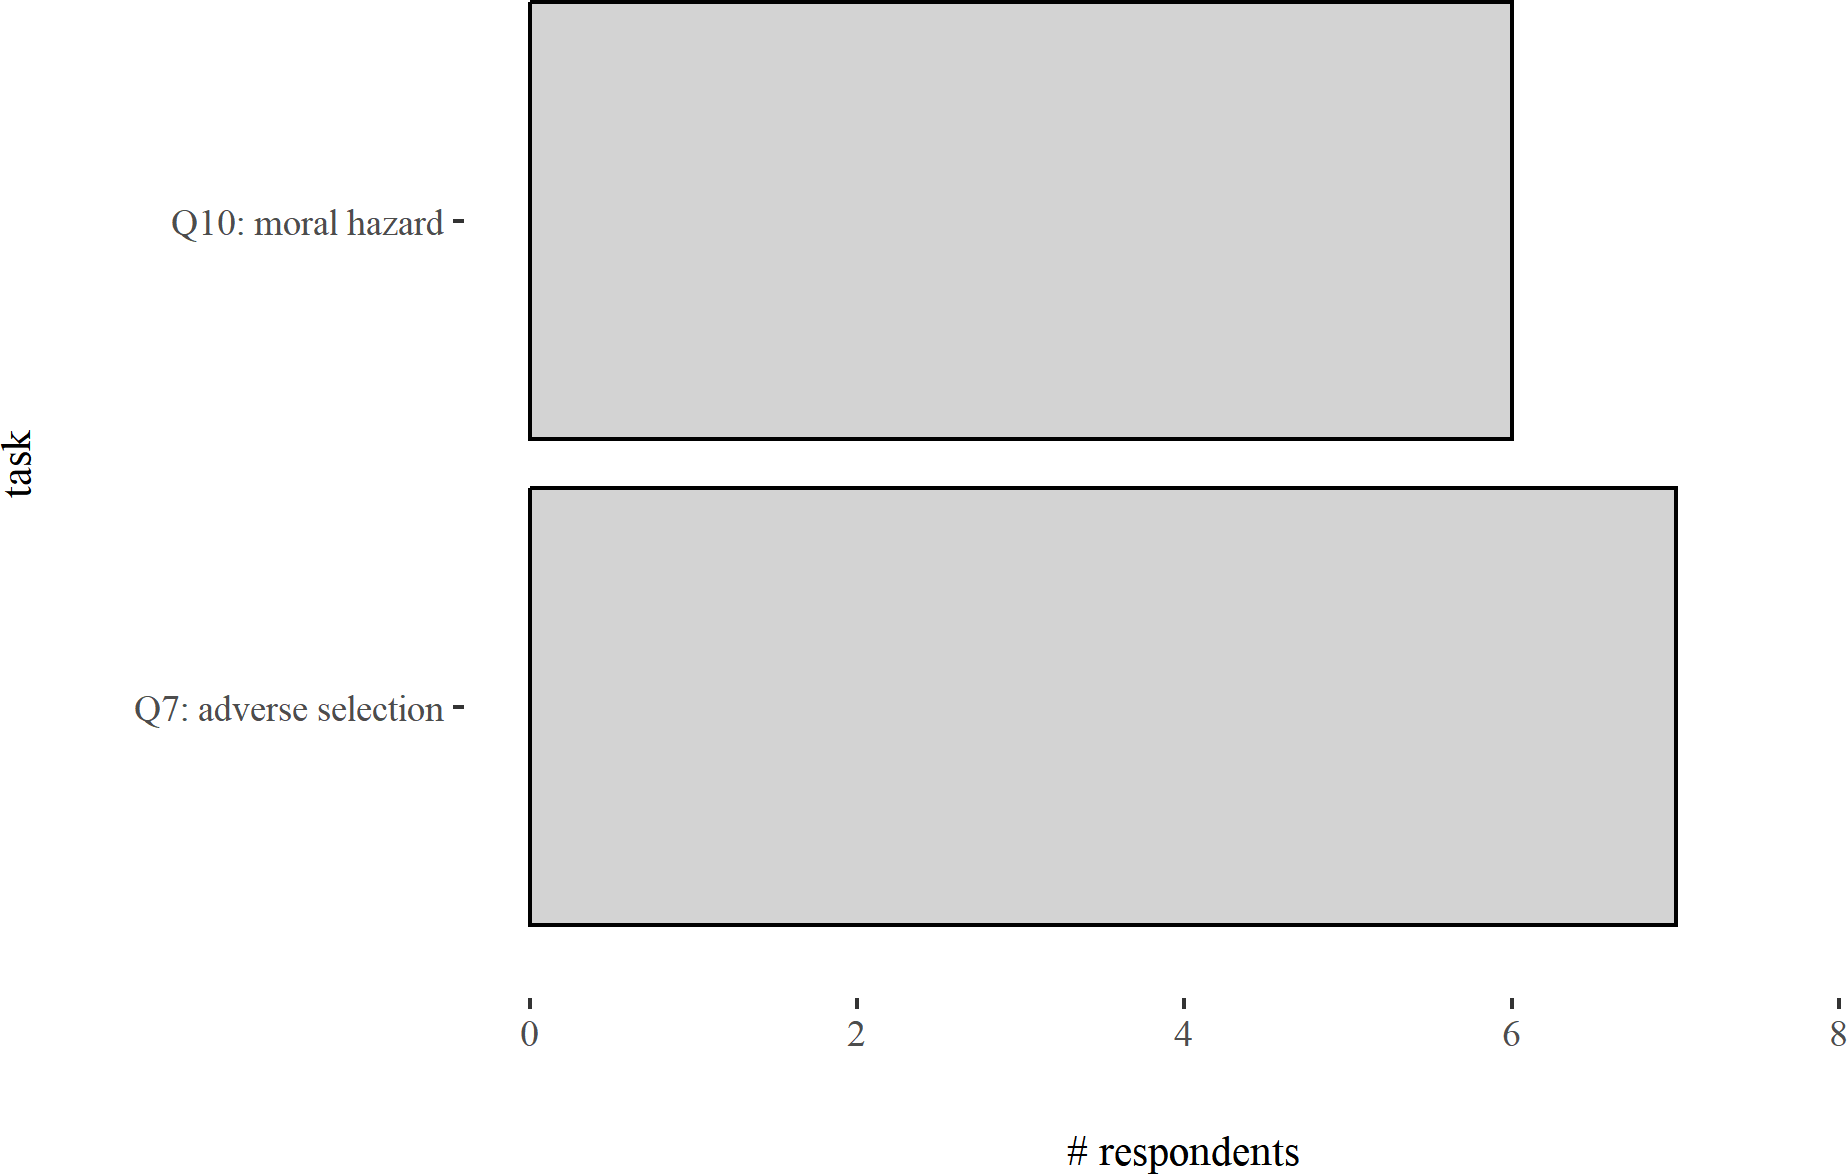 task
Q10: moral hazard
Q7: adverse selection
0 2 4 6 8
# respondents